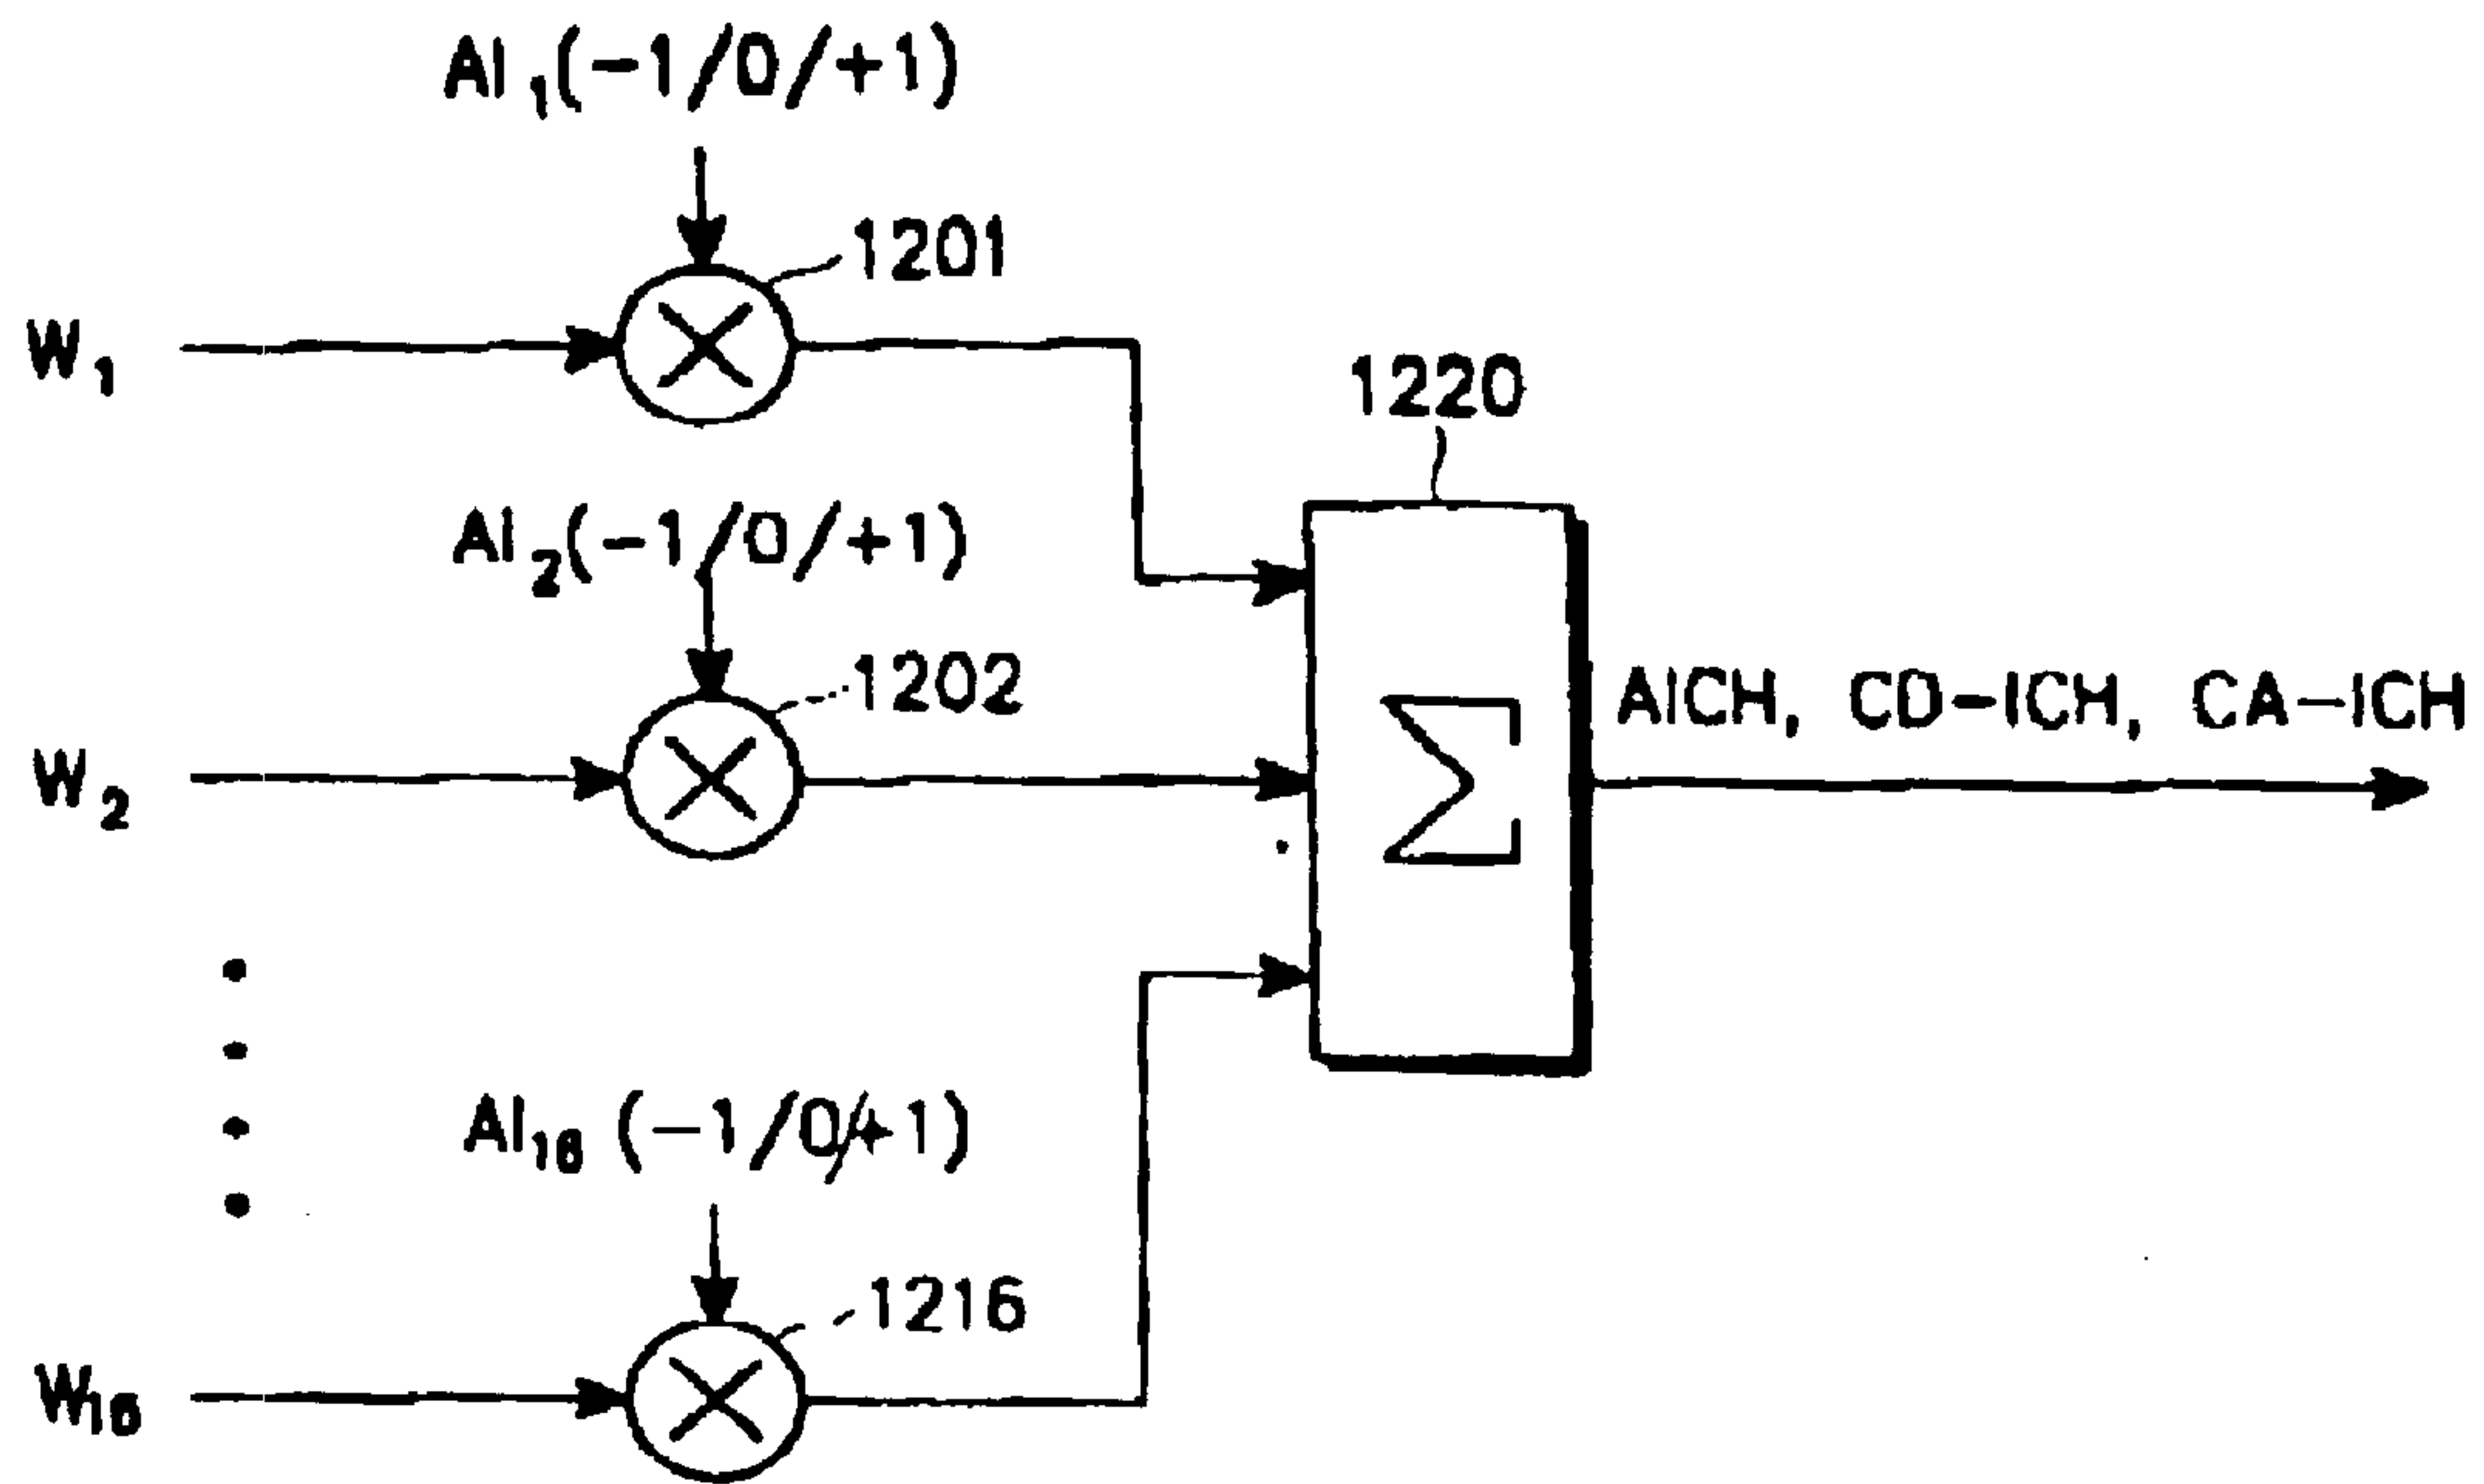 AI₁(-1/0/+1)
1201
W₁
1220
AI₂(-1/0/+1)
1202
W₂
Σ
AICH, CD-ICH, CA-ICH
AI₁₆ (-1/0/+1)
1216
W₁₆